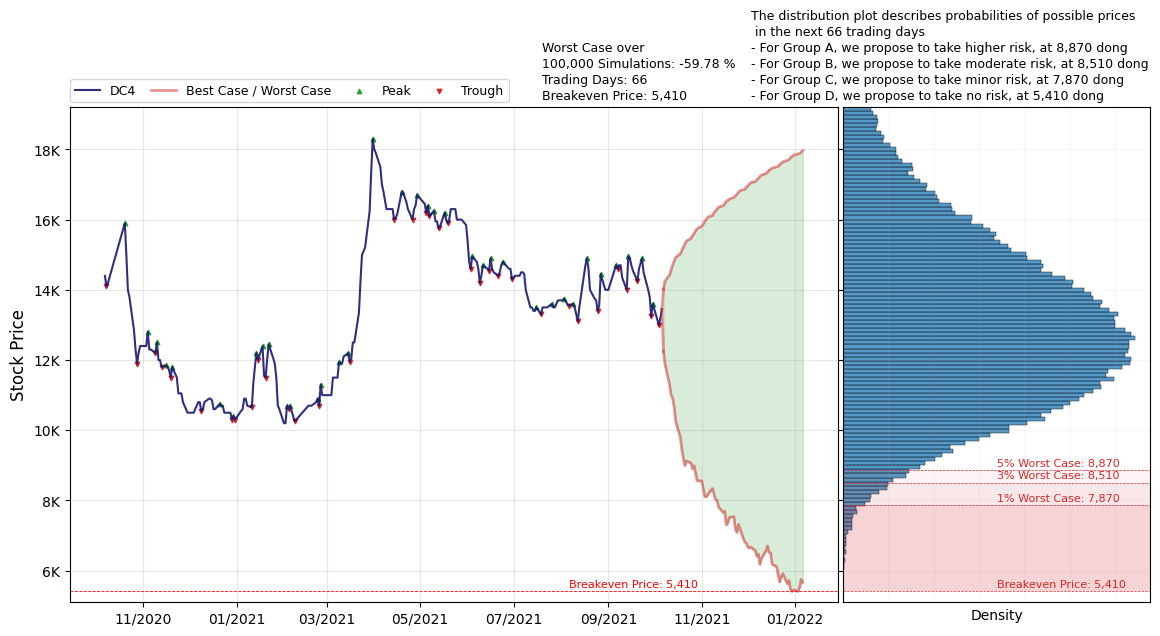 The distribution plot describes probabilities of possible prices
in the next 66 trading days
- For Group A, we propose to take higher risk, at 8,870 dong
- For Group B, we propose to take moderate risk, at 8,510 dong
- For Group C, we propose to take minor risk, at 7,870 dong
- For Group D, we propose to take no risk, at 5,410 dong
Worst Case over
100,000 Simulations: -59.78 %
Trading Days: 66
Breakeven Price: 5,410
DC4
Best Case / Worst Case
Peak
Trough
Stock Price
18K
16K
14K
12K
10K
8K
6K
Breakeven Price: 5,410
11/2020
01/2021
03/2021
05/2021
07/2021
09/2021
11/2021
01/2022
5% Worst Case: 8,870
3% Worst Case: 8,510
1% Worst Case: 7,870
Breakeven Price: 5,410
Density